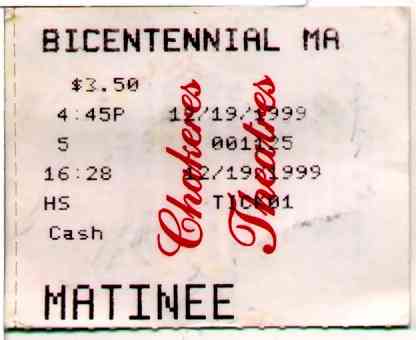 BICENTENNIAL MA
$3.50
4:45P 12/19/1999
5 001125
16:28 12/19/1999
HS TICK01
Cash
MATINEE
Chakeres
Theatres